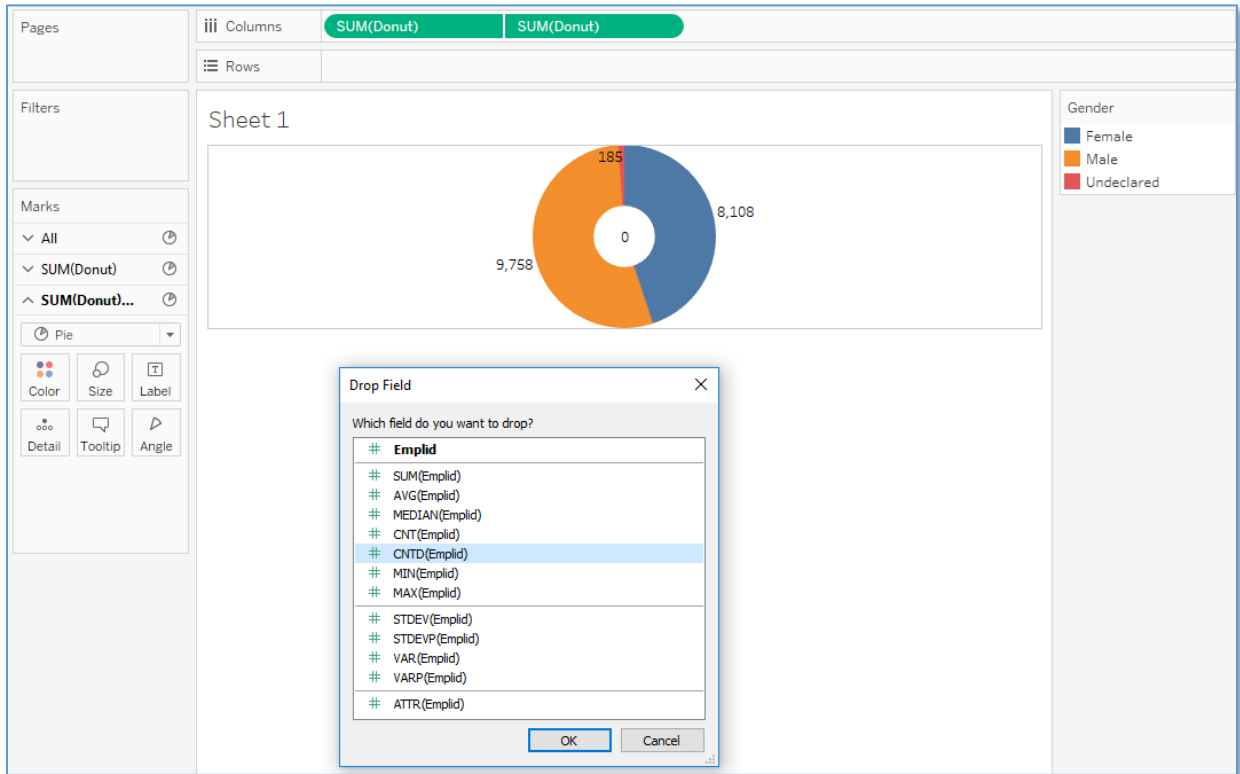 Pages
Columns SUM(Donut) SUM(Donut)
Rows
Filters
Marks
All
SUM(Donut)
SUM(Donut)...
Pie
Color Size Label
Detail Tooltip Angle
Sheet 1
185
8,108
0
9,758
Gender
Female
Male
Undeclared
Drop Field
Which field do you want to drop?
# Emplid
# SUM(Emplid)
# AVG(Emplid)
# MEDIAN(Emplid)
# CNT(Emplid)
# CNTD(Emplid)
# MIN(Emplid)
# MAX(Emplid)
# STDEV(Emplid)
# STDEVP(Emplid)
# VAR(Emplid)
# VARP(Emplid)
# ATTR(Emplid)
OK Cancel